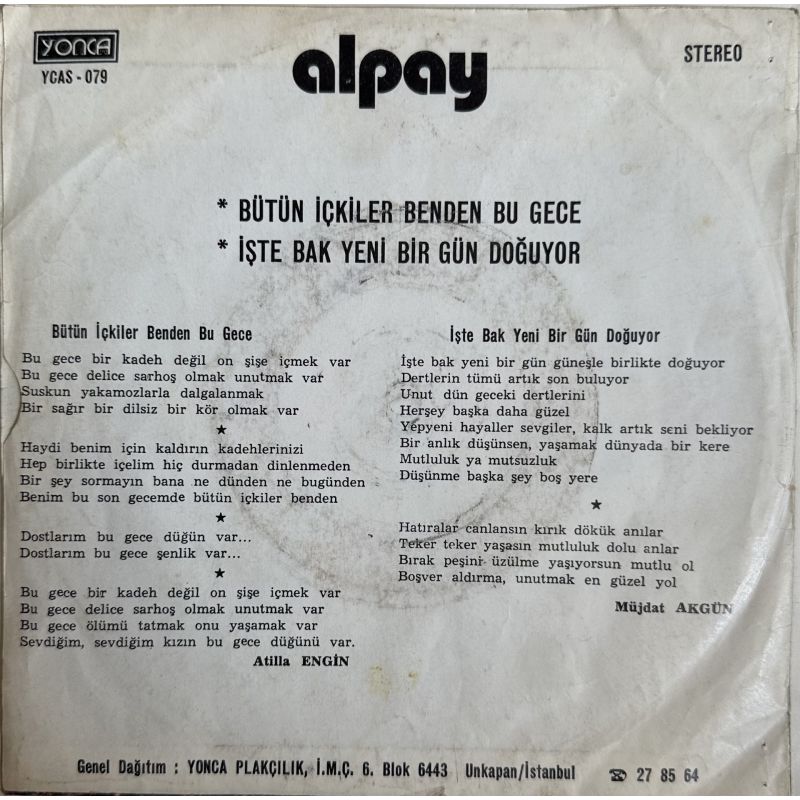 YONCA
YCAS - 079
alpay
STEREO
* BÜTÜN İÇKİLER BENDEN BU GECE
* İŞTE BAK YENİ BİR GÜN DOĞUYOR
Bütün İçkiler Benden Bu Gece
Bu gece bir kadeh değil on şişe içmek var
Bu gece delice sarhoş olmak unutmak var
Suskun yakamozlarla dalgalanmak
Bir sağır bir dilsiz bir kör olmak var
★
Haydi benim için kaldırın kadehlerinizi
Hep birlikte içelim hiç durmadan dinlenmeden
Bir şey sormayın bana ne dünden ne bugünden
Benim bu son gecemde bütün içkiler benden
★
Dostlarım bu gece düğün var...
Dostlarım bu gece şenlik var...
★
Bu gece bir kadeh değil on şişe içmek var
Bu gece delice sarhoş olmak unutmak var
Bu gece ölümü tatmak onu yaşamak var
Sevdiğim, sevdiğim kızın bu gece düğünü var.
Atilla ENGİN
İşte Bak Yeni Bir Gün Doğuyor
İşte bak yeni bir gün güneşle birlikte doğuyor
Dertlerin tümü artık son buluyor
Unut dün geceki dertlerini
Herşey başka daha güzel
Yepyeni hayaller sevgiler, kalk artık seni bekliyor
Bir anlık düşünsen, yaşamak dünyada bir kere
Mutluluk ya mutsuzluk
Düşünme başka şey boş yere
★
Hatıralar canlansın kırık dökük anılar
Teker teker yaşasın mutluluk dolu anlar
Bırak peşini üzülme yaşıyorsun mutlu ol
Boşver aldırma, unutmak en güzel yol
Müjdat AKGÜN
Genel Dağıtım : YONCA PLAKÇILIK, İ.M.Ç. 6. Blok 6443 Unkapan/İstanbul ☎ 27 85 64